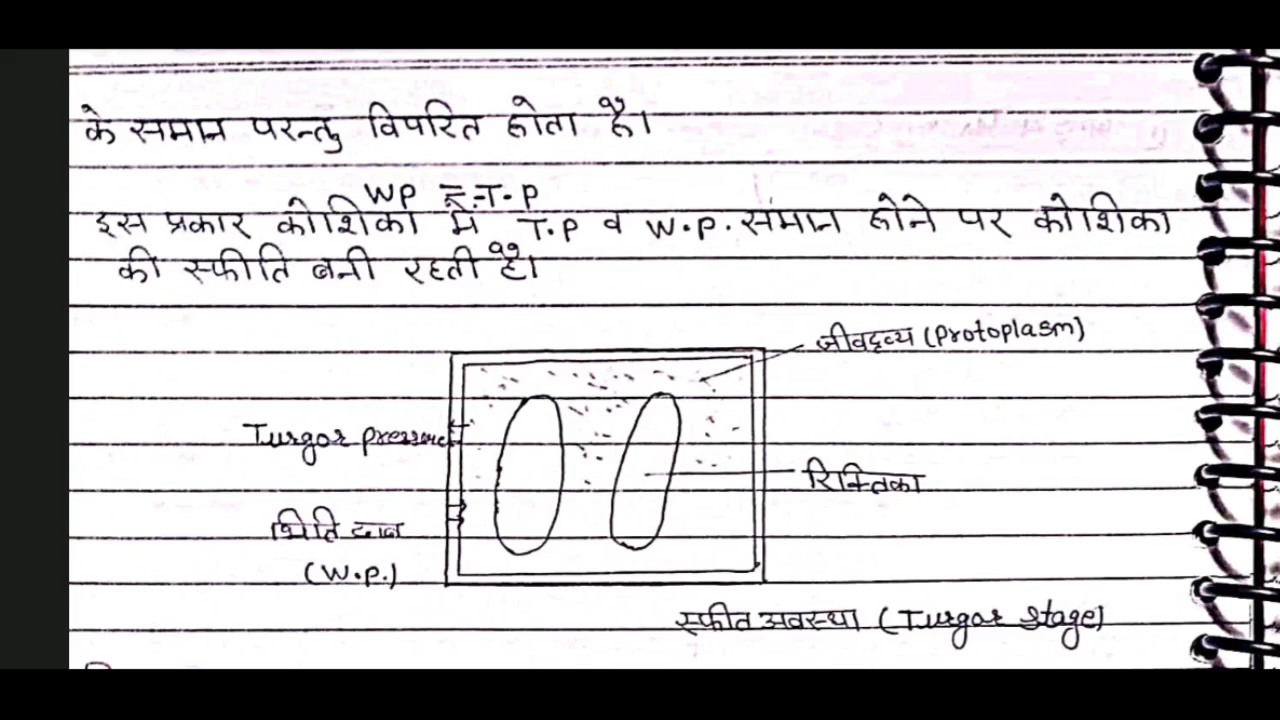 के समान परन्तु विपरित होता है।
WP = -T.P
इस प्रकार कोशिका में T.P व W.P. समान होने पर कोशिका
की स्फीति बनी रहती है।
जीवद्रव्य (Protoplasm)
Turgor pressure
रिक्तिका
भिति दाब
(W.P.)
स्फीत अवस्था (Turgor Stage)